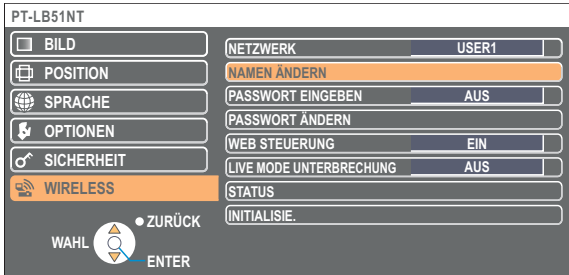 PT-LB51NT
BILD
POSITION
SPRACHE
OPTIONEN
SICHERHEIT
WIRELESS
ZURÜCK
WAHL
ENTER
NETZWERK USER1
NAMEN ÄNDERN
PASSWORT EINGEBEN AUS
PASSWORT ÄNDERN
WEB STEUERUNG EIN
LIVE MODE UNTERBRECHUNG AUS
STATUS
INITIALISIE.